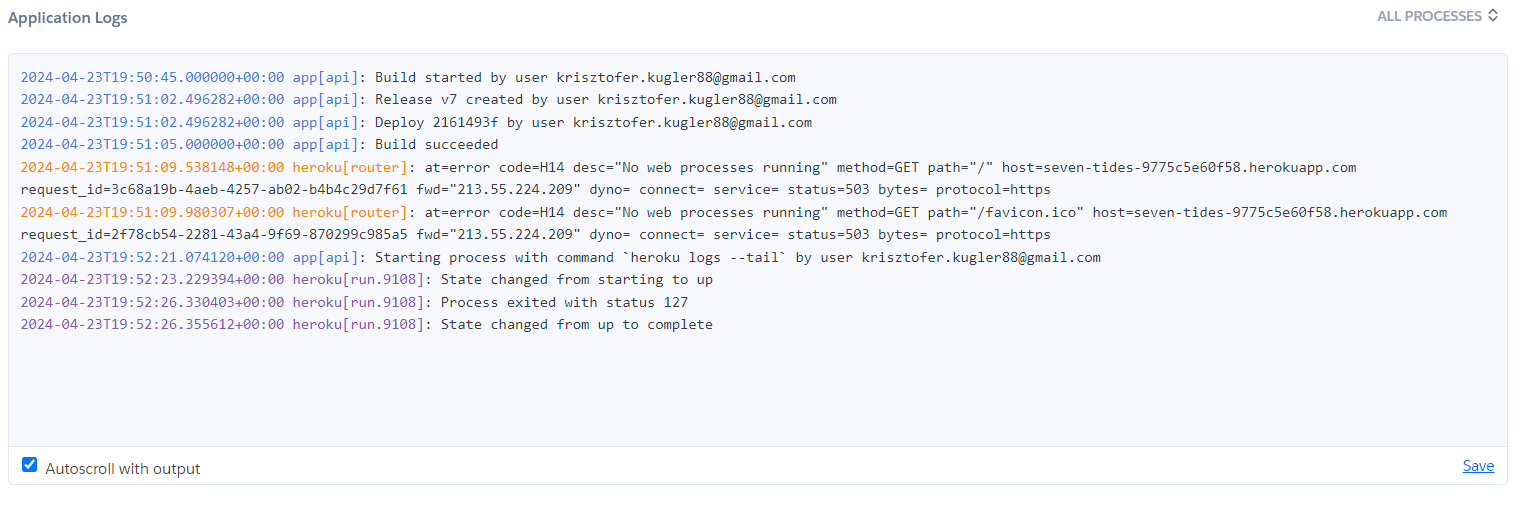 Application Logs
ALL PROCESSES
2024-04-23T19:50:45.000000+00:00 app[api]: Build started by user krisztofer.kugler88@gmail.com
2024-04-23T19:51:02.496282+00:00 app[api]: Release v7 created by user krisztofer.kugler88@gmail.com
2024-04-23T19:51:02.496282+00:00 app[api]: Deploy 2161493f by user krisztofer.kugler88@gmail.com
2024-04-23T19:51:05.000000+00:00 app[api]: Build succeeded
2024-04-23T19:51:09.538148+00:00 heroku[router]: at=error code=H14 desc="No web processes running" method=GET path="/" host=seven-tides-9775c5e60f58.herokuapp.com
request_id=3c68a19b-4aeb-4257-ab02-b4b4c29d7f61 fwd="213.55.224.209" dyno= connect= service= status=503 bytes= protocol=https
2024-04-23T19:51:09.980307+00:00 heroku[router]: at=error code=H14 desc="No web processes running" method=GET path="/favicon.ico" host=seven-tides-9775c5e60f58.herokuapp.com
request_id=2f78cb54-2281-43a4-9f69-870299c985a5 fwd="213.55.224.209" dyno= connect= service= status=503 bytes= protocol=https
2024-04-23T19:52:21.074120+00:00 app[api]: Starting process with command `heroku logs --tail` by user krisztofer.kugler88@gmail.com
2024-04-23T19:52:23.229394+00:00 heroku[run.9108]: State changed from starting to up
2024-04-23T19:52:26.330403+00:00 heroku[run.9108]: Process exited with status 127
2024-04-23T19:52:26.355612+00:00 heroku[run.9108]: State changed from up to complete
Autoscroll with output
Save